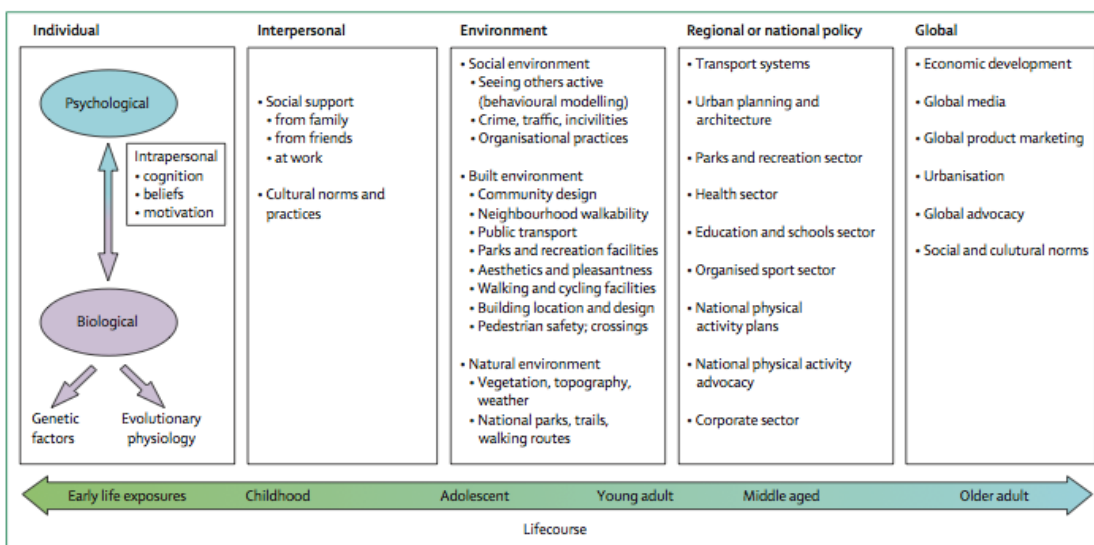 Individual
Psychological
Intrapersonal
• cognition
• beliefs
• motivation
Biological
Genetic
factors
Evolutionary
physiology
Interpersonal
• Social support
• from family
• from friends
• at work
• Cultural norms and
practices
Environment
• Social environment
• Seeing others active
(behavioural modelling)
• Crime, traffic, incivilities
• Organisational practices
• Built environment
• Community design
• Neighbourhood walkability
• Public transport
• Parks and recreation facilities
• Aesthetics and pleasantness
• Walking and cycling facilities
• Building location and design
• Pedestrian safety; crossings
• Natural environment
• Vegetation, topography,
weather
• National parks, trails,
walking routes
Regional or national policy
• Transport systems
• Urban planning and
architecture
• Parks and recreation sector
• Health sector
• Education and schools sector
• Organised sport sector
• National physical
activity plans
• National physical activity
advocacy
• Corporate sector
Global
• Economic development
• Global media
• Global product marketing
• Urbanisation
• Global advocacy
• Social and culutural norms
Early life exposures
Childhood
Adolescent
Young adult
Middle aged
Older adult
Lifecourse